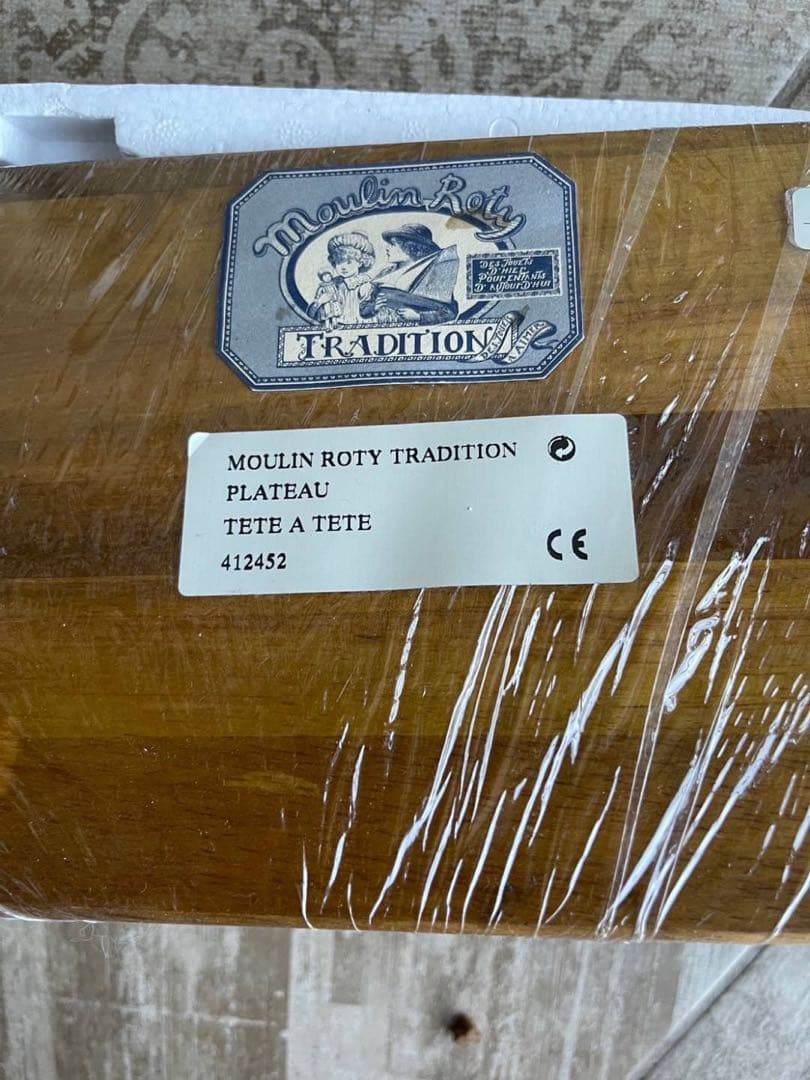 Moulin Roty
DES JOUETS
D'HIER
POUR ENFANTS
D'AUJOURD'HUI
TRADITION
MOULIN ROTY TRADITION
PLATEAU
TETE A TETE
412452
CE